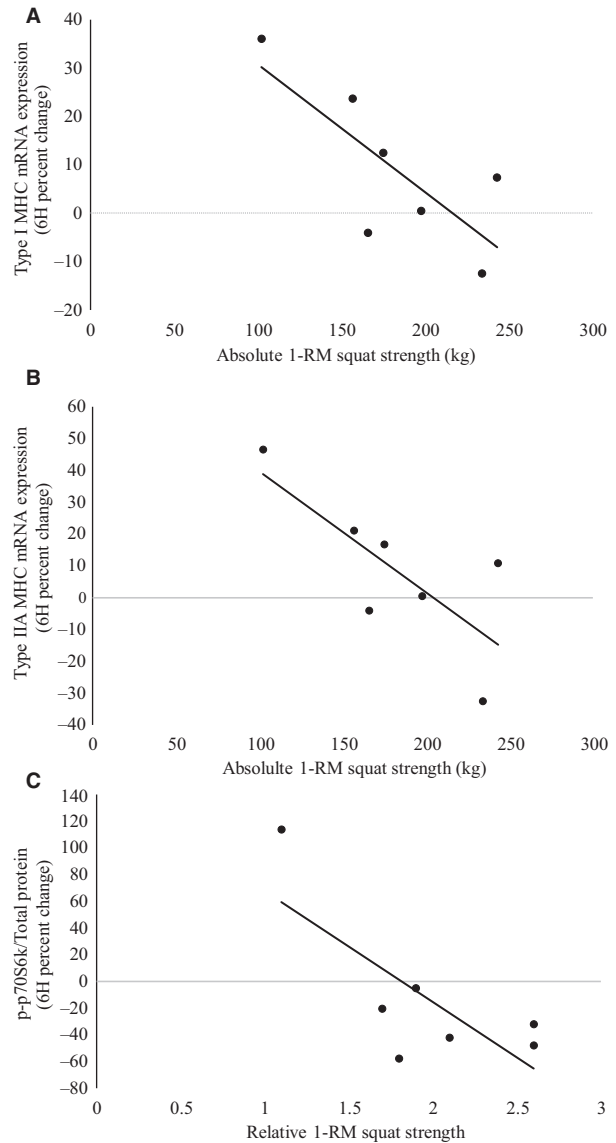 A
Type I MHC mRNA expression
(6H percent change)
40
30
20
10
0
–10
–20
0 50 100 150 200 250 300
Absolute 1-RM squat strength (kg)
B
Type IIA MHC mRNA expression
(6H percent change)
60
50
40
30
20
10
0
–10
–20
–30
–40
0 50 100 150 200 250 300
Absolulte 1-RM squat strength (kg)
C
p-p70S6k/Total protein
(6H percent change)
140
120
100
80
60
40
20
0
–20
–40
–60
–80
0 0.5 1 1.5 2 2.5 3
Relative 1-RM squat strength